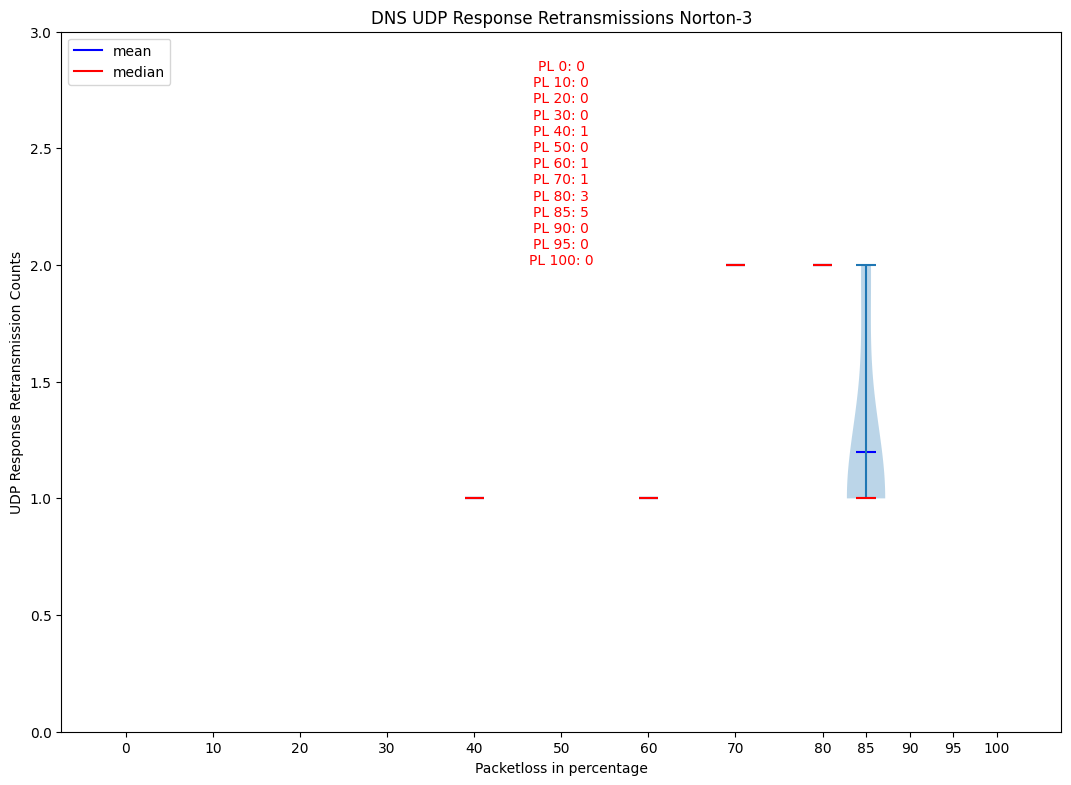 DNS UDP Response Retransmissions Norton-3
mean
median
PL 0: 0
PL 10: 0
PL 20: 0
PL 30: 0
PL 40: 1
PL 50: 0
PL 60: 1
PL 70: 1
PL 80: 3
PL 85: 5
PL 90: 0
PL 95: 0
PL 100: 0
UDP Response Retransmission Counts
3.0
2.5
2.0
1.5
1.0
0.5
0.0
0 10 20 30 40 50 60 70 80 85 90 95 100
Packetloss in percentage